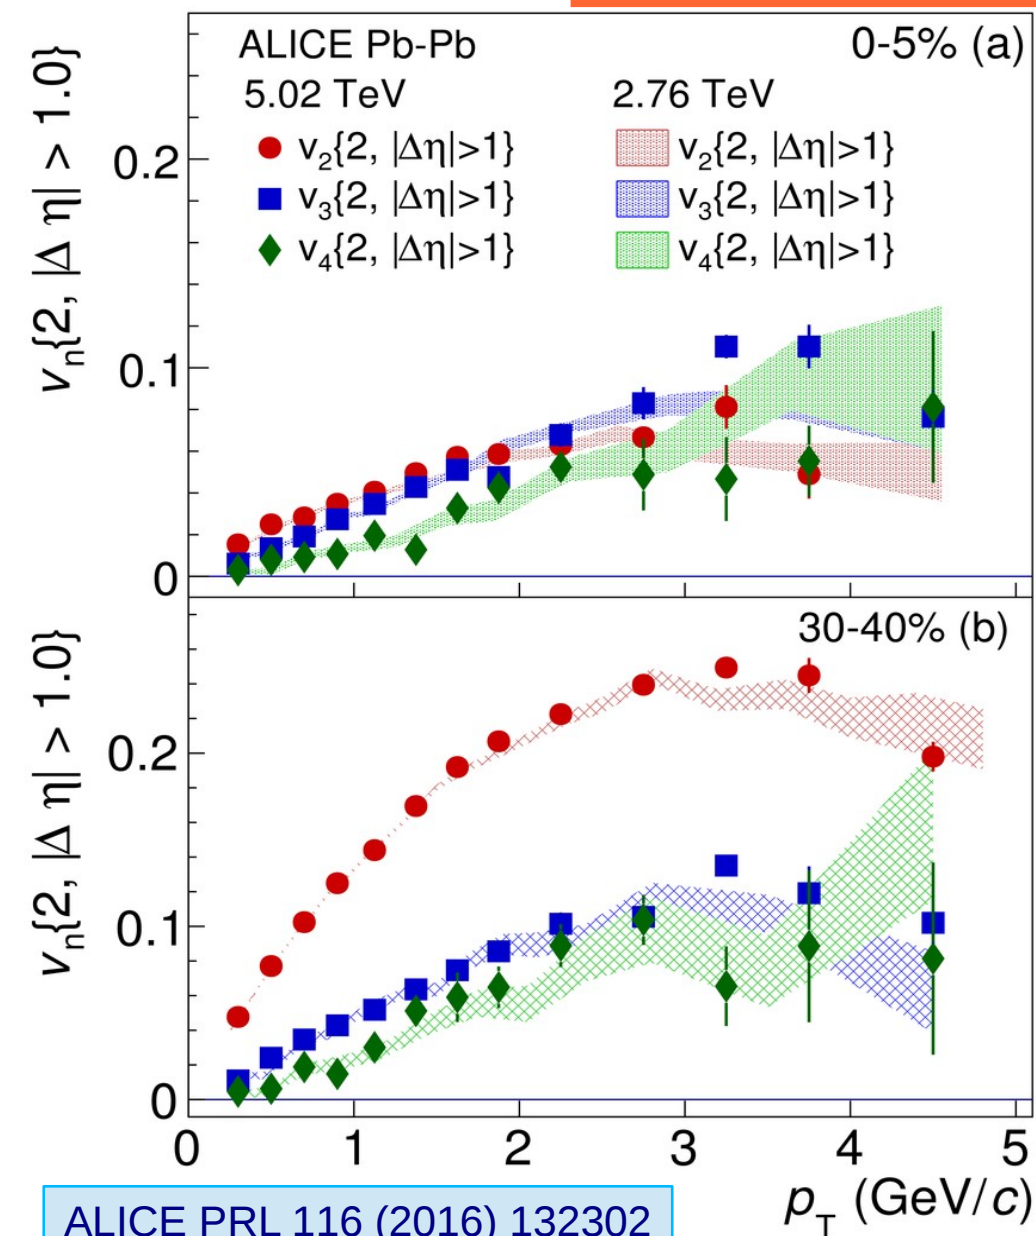 ALICE Pb-Pb 0-5% (a)
5.02 TeV 2.76 TeV
v2{2, |Δη|>1} v2{2, |Δη|>1}
v3{2, |Δη|>1} v3{2, |Δη|>1}
v4{2, |Δη|>1} v4{2, |Δη|>1}
vn{2, |Δ η| > 1.0}
0.2
0.1
0
30-40% (b)
vn{2, |Δ η| > 1.0}
0.2
0.1
0
0 1 2 3 4 5
pT (GeV/c)
ALICE PRL 116 (2016) 132302